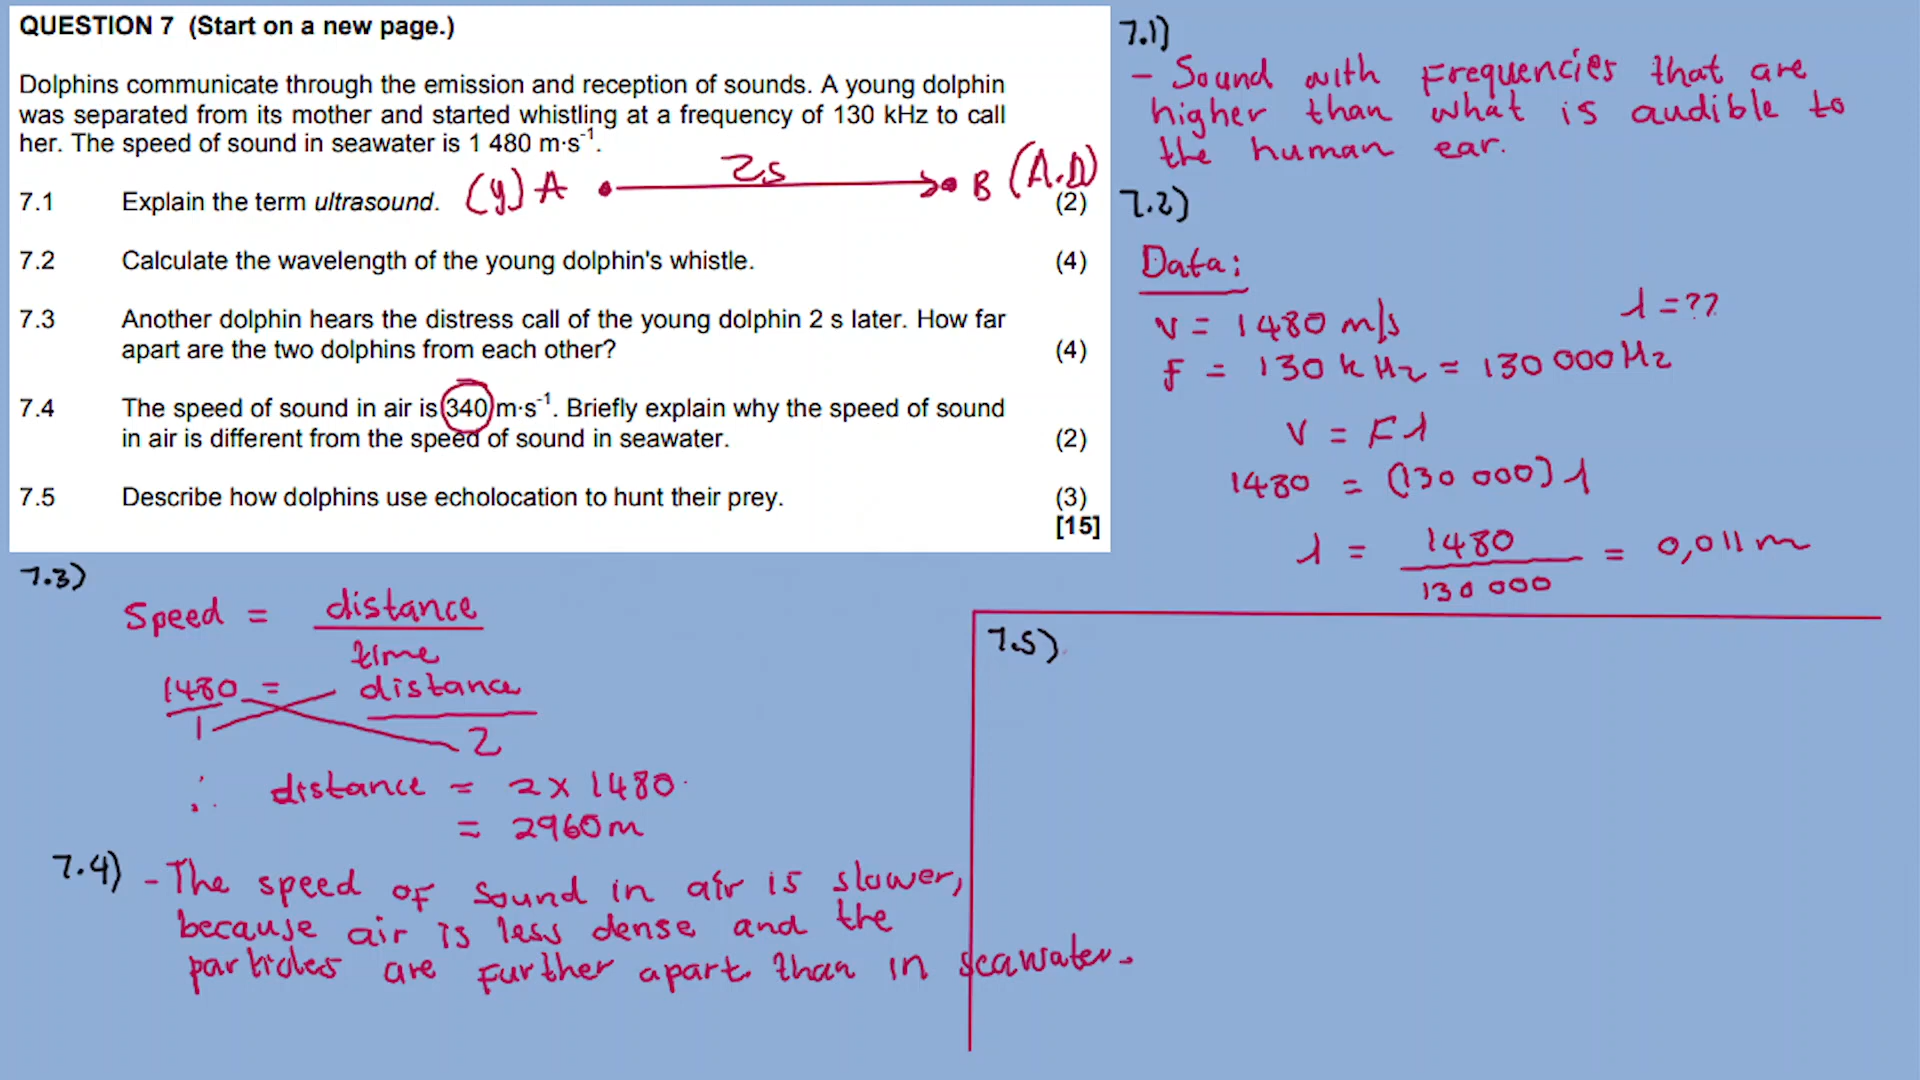 QUESTION 7 (Start on a new page.)
Dolphins communicate through the emission and reception of sounds. A young dolphin
was separated from its mother and started whistling at a frequency of 130 kHz to call
her. The speed of sound in seawater is 1 480 m·s⁻¹.
(y) A 2s B (A.D)
7.1 Explain the term ultrasound. (2)
7.2 Calculate the wavelength of the young dolphin's whistle. (4)
7.3 Another dolphin hears the distress call of the young dolphin 2 s later. How far
apart are the two dolphins from each other? (4)
7.4 The speed of sound in air is 340 m·s⁻¹. Briefly explain why the speed of sound
in air is different from the speed of sound in seawater. (2)
7.5 Describe how dolphins use echolocation to hunt their prey. (3)
[15]
7.1)
- Sound with frequencies that are
higher than what is audible to
the human ear.
7.2)
Data:
v = 1480 m/s λ = ??
F = 130 kHz = 130 000 Hz
v = Fλ
1480 = (130 000) λ
λ = 1480 / 130 000 = 0,011 m
7.3)
Speed = distance / time
1480 / 1 = distance / 2
∴ distance = 2 x 1480
= 2960m
7.4) - The speed of sound in air is slower,
because air is less dense and the
particles are further apart than in seawater.
7.5)